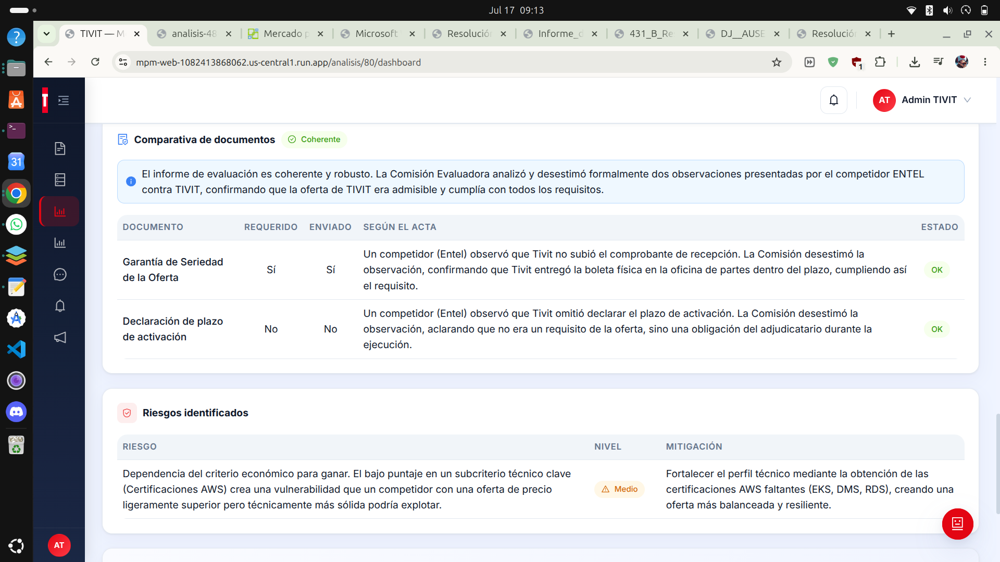 Jul 17 09:13
TIVIT — M
analisis-48
Mercado p
Microsoft
Resolución
Informe_d
431_B_Re
DJ__AUSE
Resolución
mpm-web-1082413868062.us-central1.run.app/analisis/80/dashboard
1
T
AT
Admin TIVIT
31
Comparativa de documentos
Coherente
El informe de evaluación es coherente y robusto. La Comisión Evaluadora analizó y desestimó formalmente dos observaciones presentadas por el competidor ENTEL
contra TIVIT, confirmando que la oferta de TIVIT era admisible y cumplía con todos los requisitos.
DOCUMENTO REQUERIDO ENVIADO SEGÚN EL ACTA ESTADO
Garantía de Seriedad
de la Oferta
Sí
Sí
Un competidor (Entel) observó que Tivit no subió el comprobante de recepción. La Comisión desestimó la
observación, confirmando que Tivit entregó la boleta física en la oficina de partes dentro del plazo, cumpliendo así
el requisito.
OK
Declaración de plazo
de activación
No
No
Un competidor (Entel) observó que Tivit omitió declarar el plazo de activación. La Comisión desestimó la
observación, aclarando que no era un requisito de la oferta, sino una obligación del adjudicatario durante la
ejecución.
OK
Riesgos identificados
RIESGO NIVEL MITIGACIÓN
Dependencia del criterio económico para ganar. El bajo puntaje en un subcriterio técnico clave
(Certificaciones AWS) crea una vulnerabilidad que un competidor con una oferta de precio
ligeramente superior pero técnicamente más sólida podría explotar.
Medio
Fortalecer el perfil técnico mediante la obtención de las
certificaciones AWS faltantes (EKS, DMS, RDS), creando una
oferta más balanceada y resiliente.
AT